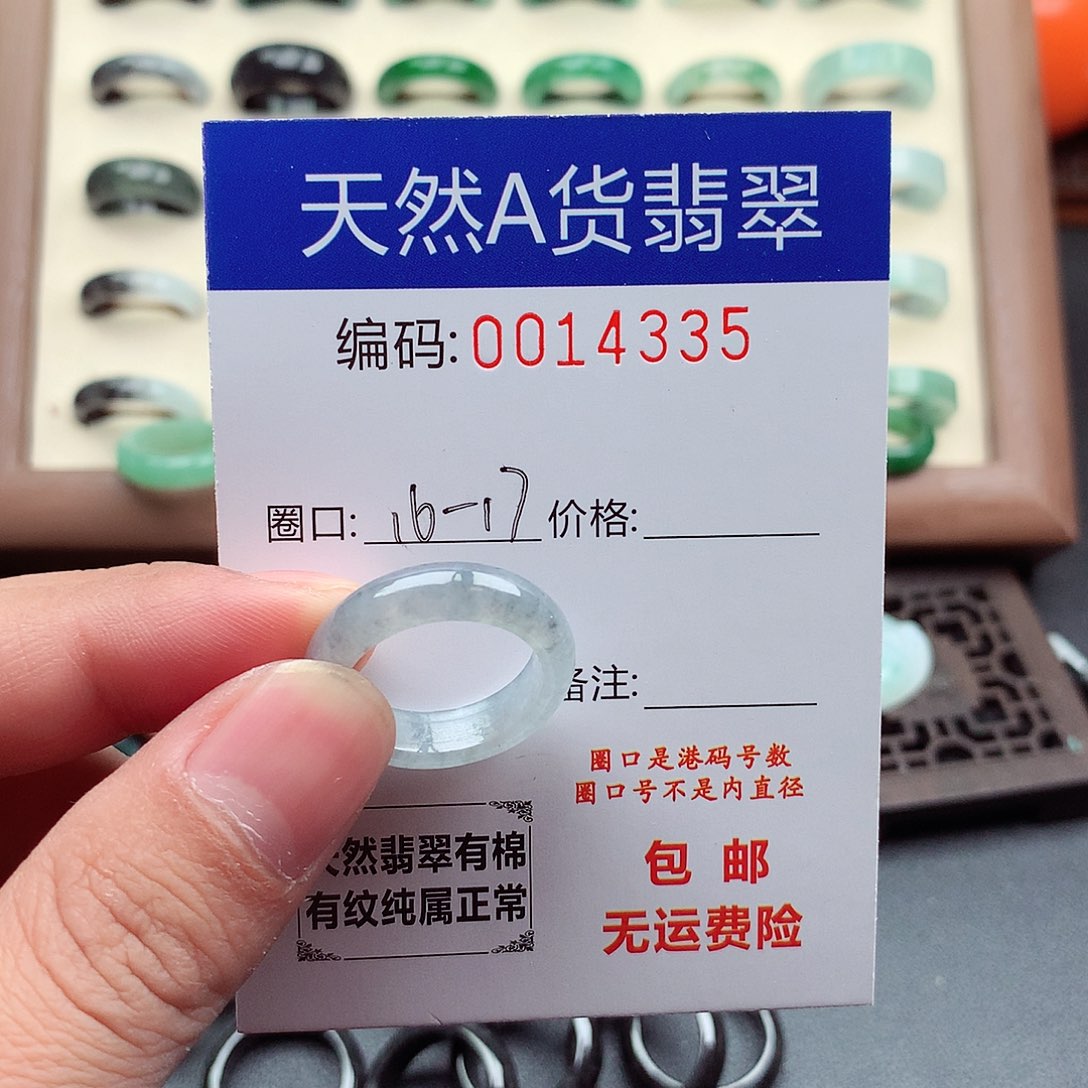 天然A货翡翠
编码:0014335
圈口: 16-17 价格:
备注:
圈口是港码号数
圈口号不是内直径
天然翡翠有棉
有纹纯属正常
包 邮
无运费险